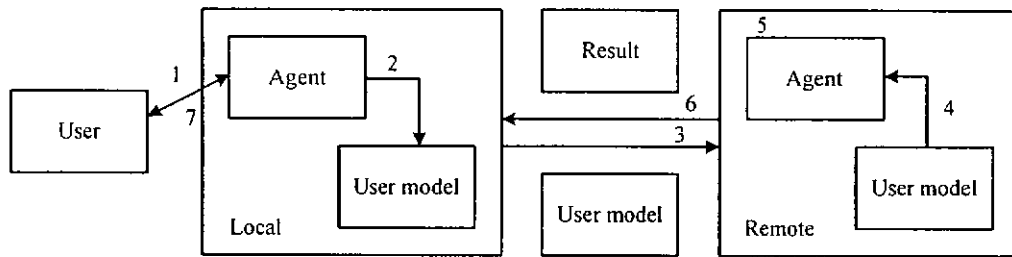 User
1
7
Agent
2
User model
Local
Result
6
3
User model
5
Agent
4
User model
Remote